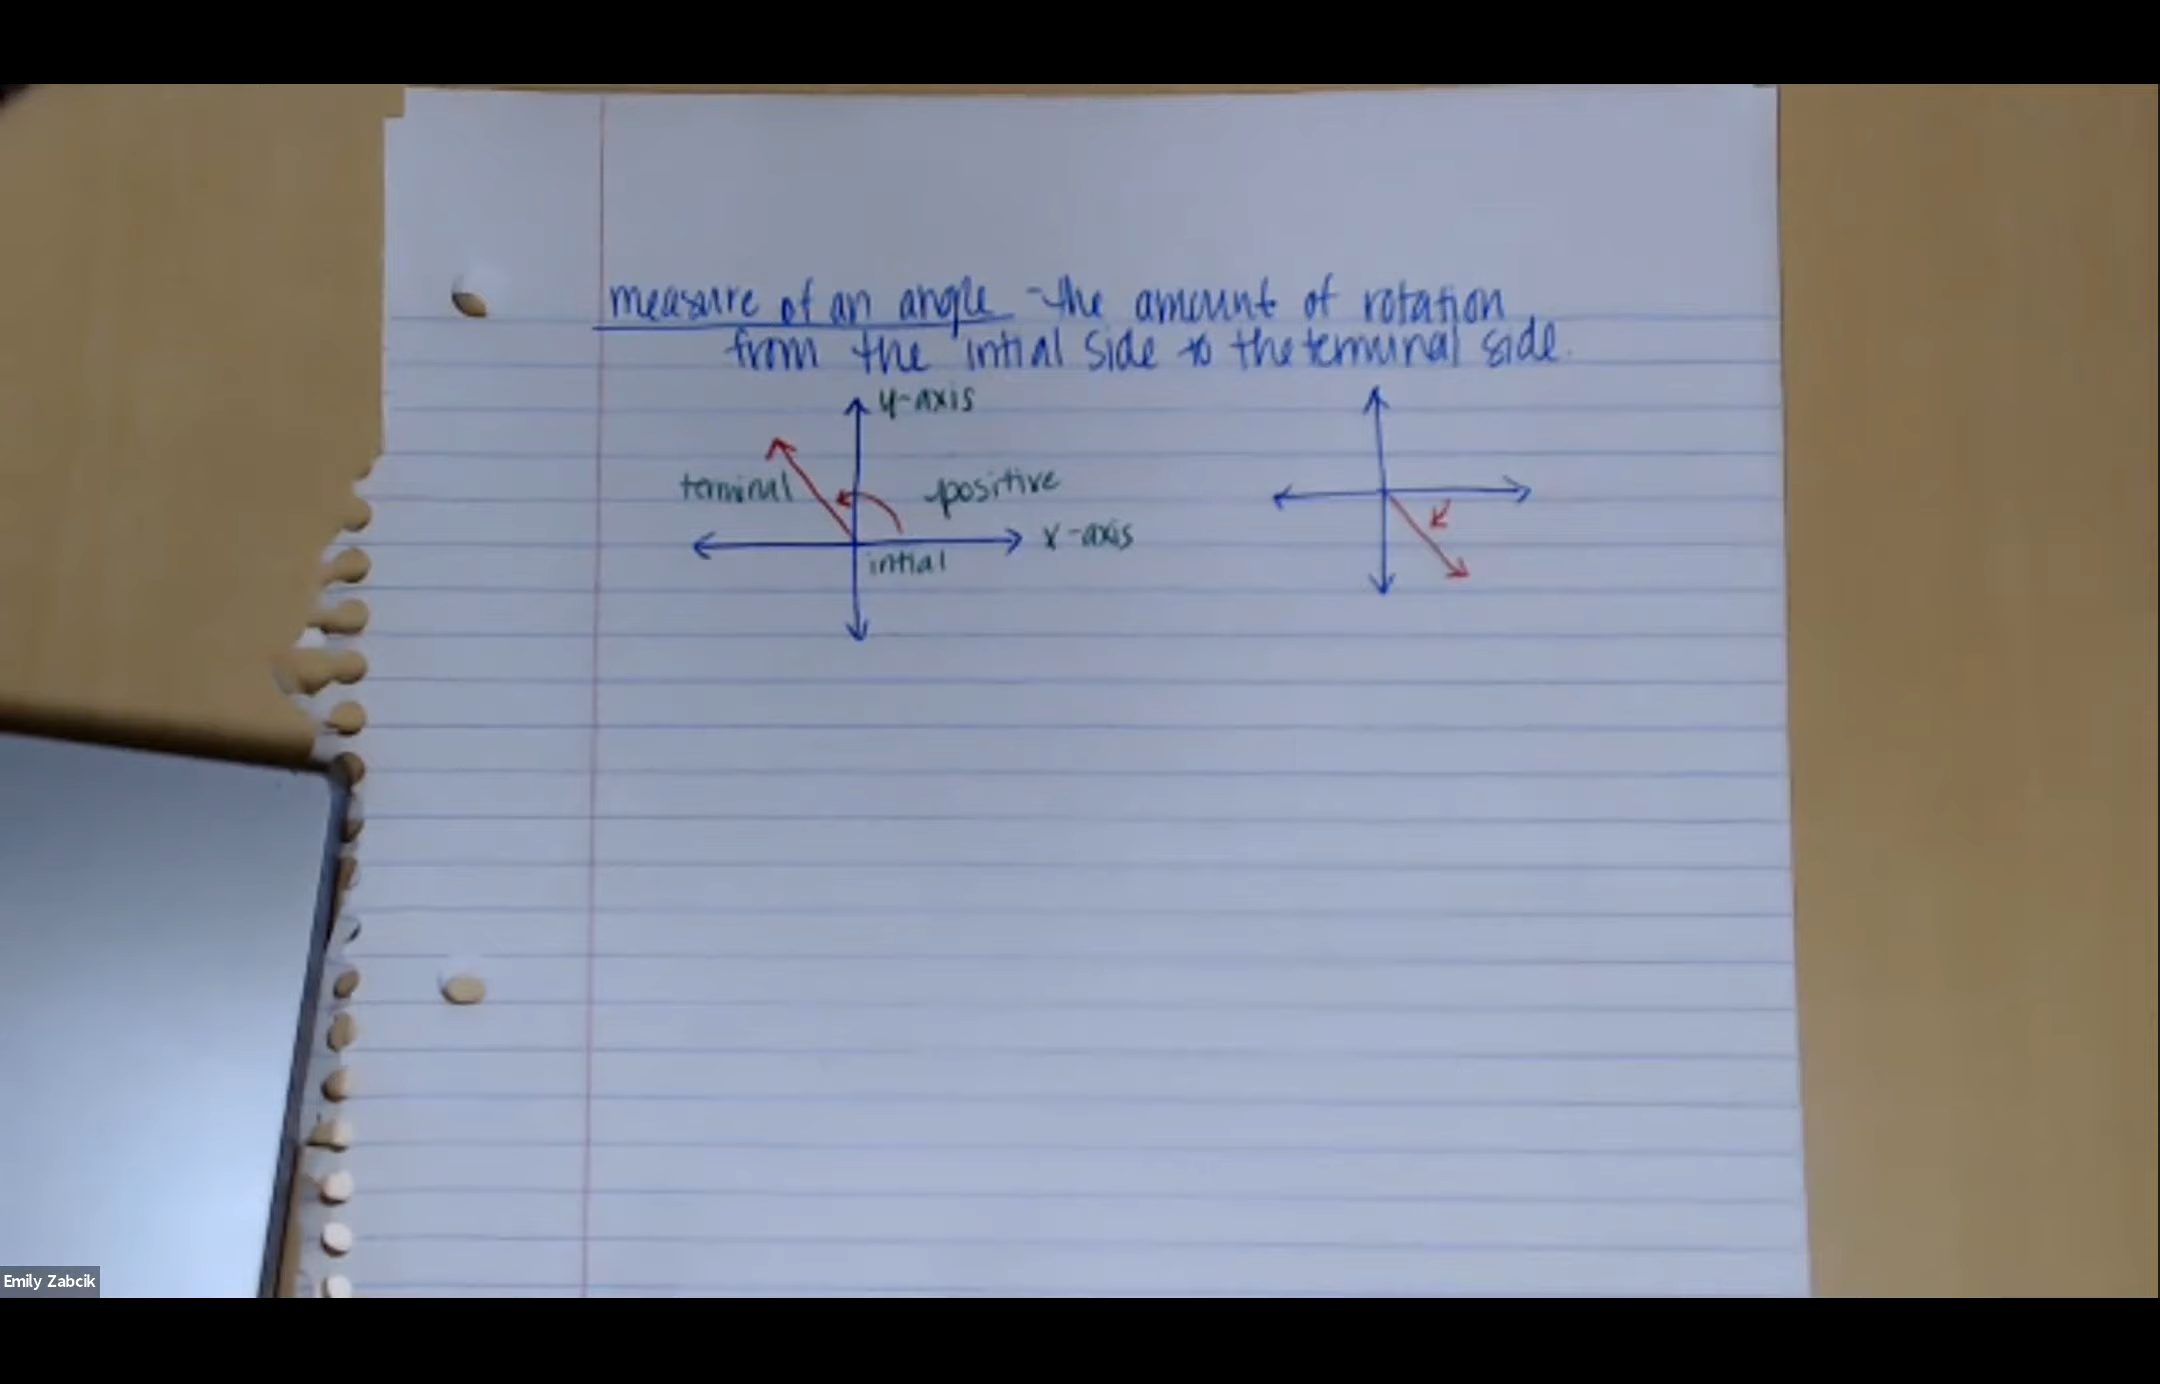 measure of an angle - the amount of rotation
from the intial side to the terminal side.
y-axis
terminal
positive
x-axis
intial
Emily Zabcik